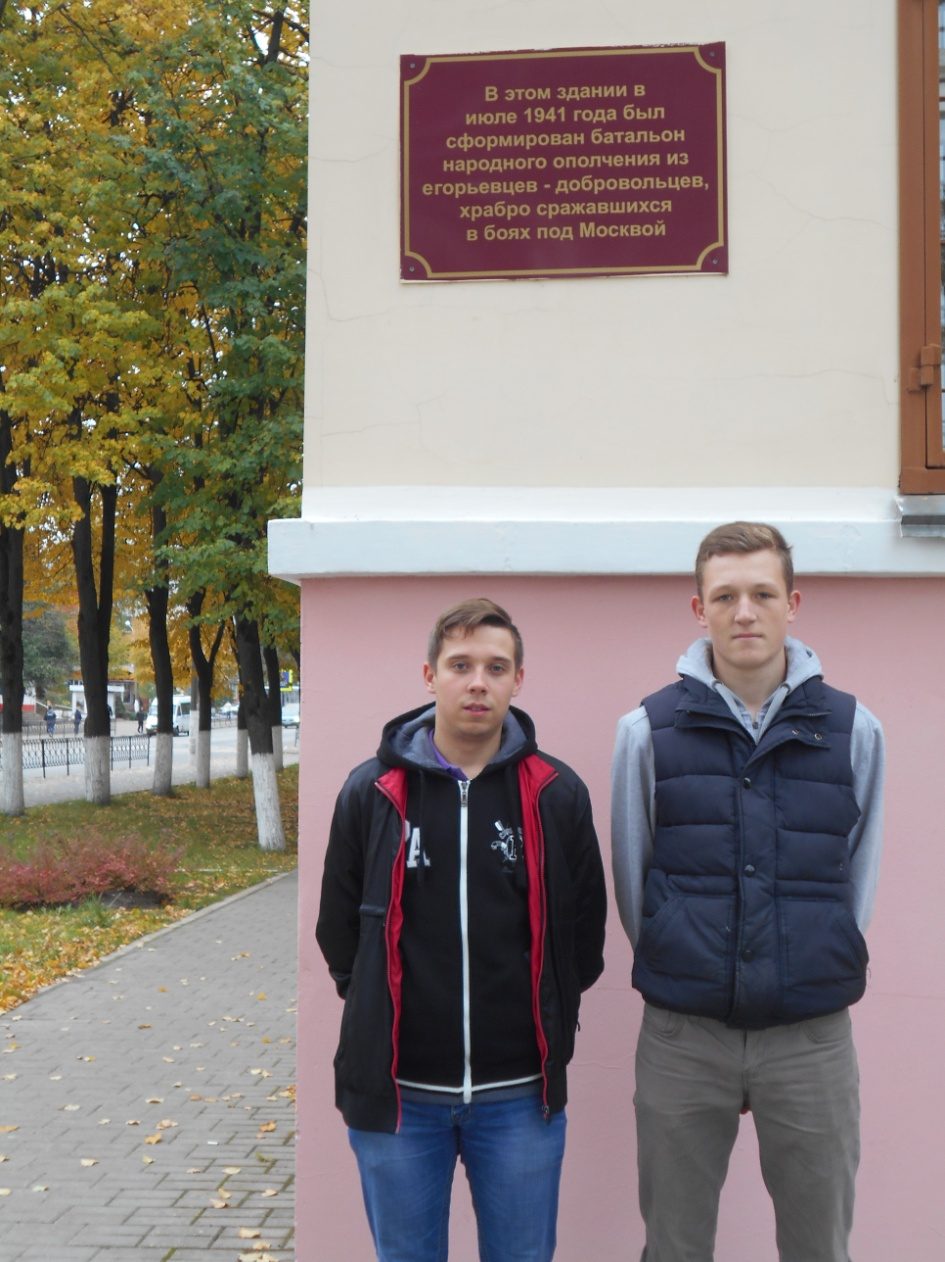 В этом здании в
июле 1941 года был
сформирован батальон
народного ополчения из
егорьевцев - добровольцев,
храбро сражавшихся
в боях под Москвой